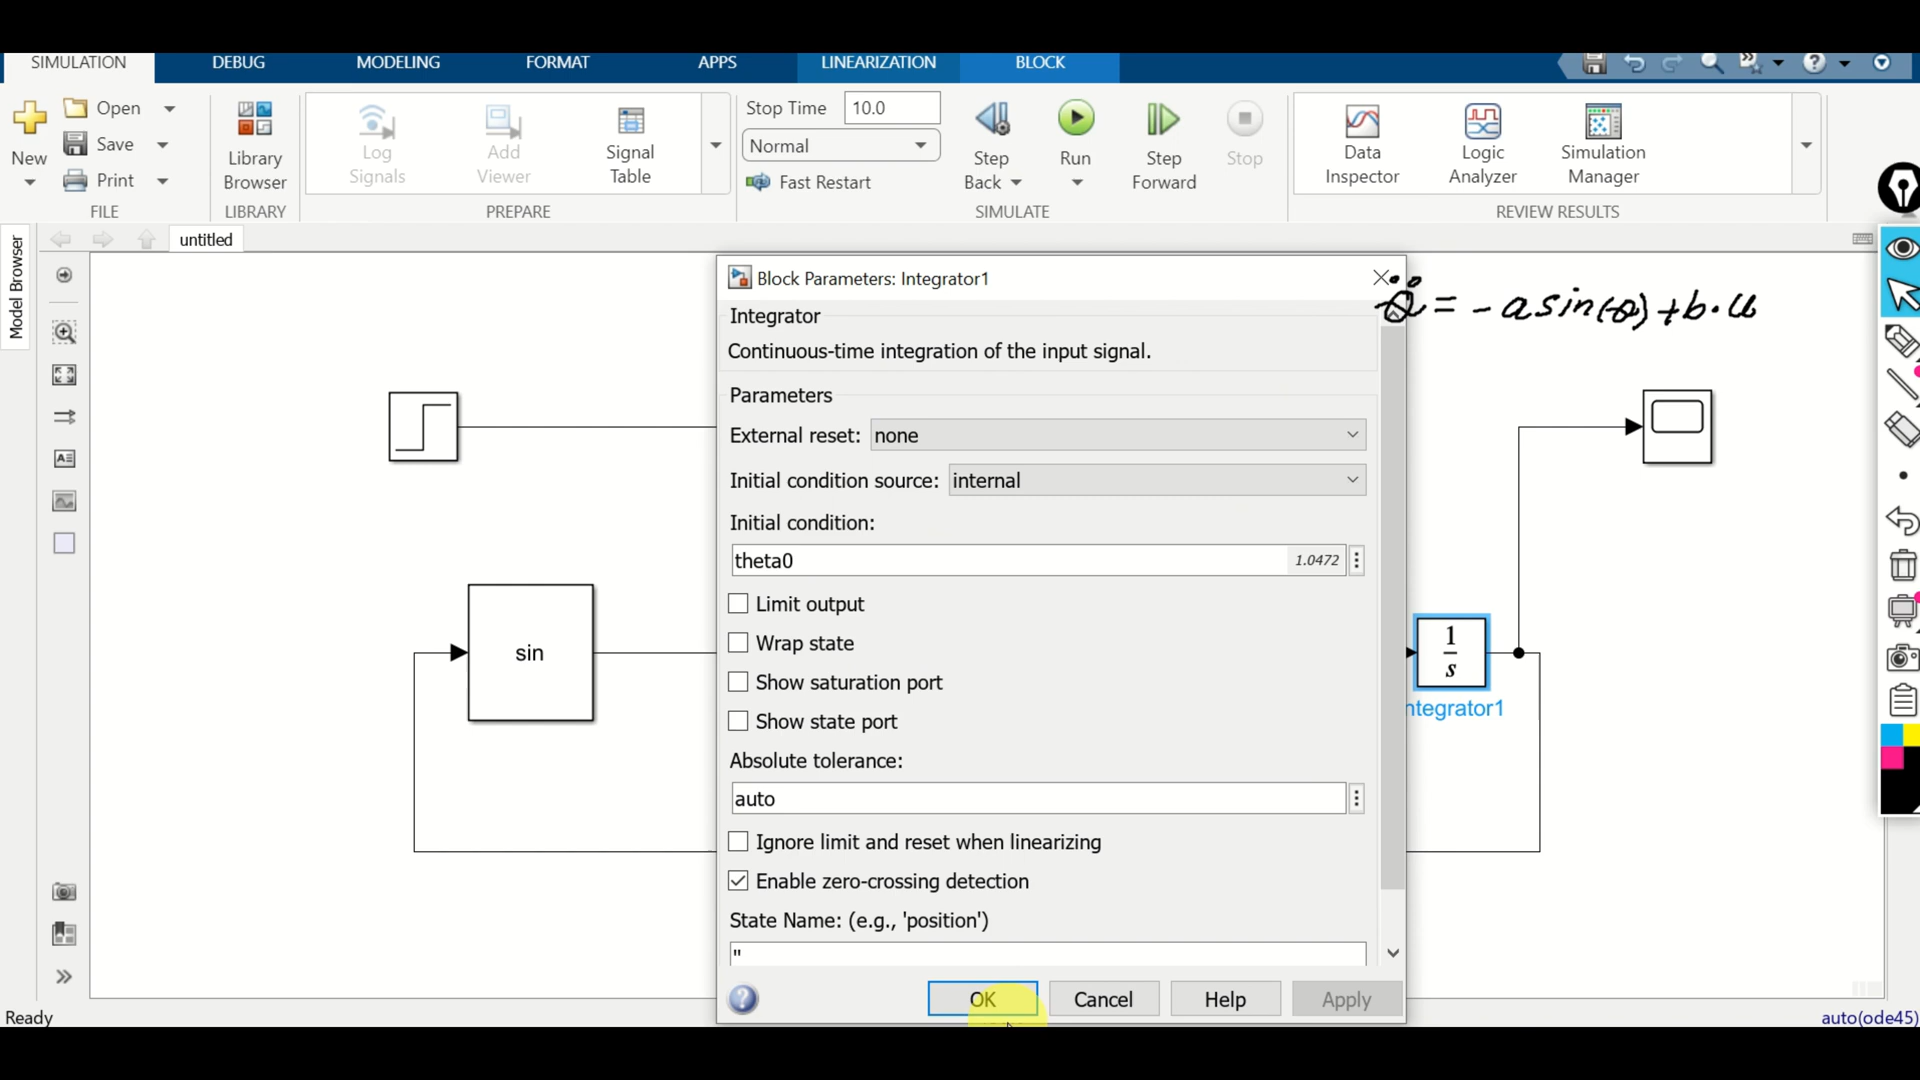 SIMULATION DEBUG MODELING FORMAT APPS LINEARIZATION BLOCK
New
Open
Save
Print
FILE
Library
Browser
LIBRARY
Log
Signals
Add
Viewer
Signal
Table
PREPARE
Stop Time 10.0
Normal
Fast Restart
Step
Back
Run
Step
Forward
Stop
SIMULATE
Data
Inspector
Logic
Analyzer
Simulation
Manager
REVIEW RESULTS
Model Browser
untitled
Block Parameters: Integrator1
Integrator
Continuous-time integration of the input signal.
Parameters
External reset: none
Initial condition source: internal
Initial condition:
theta0 1.0472
Limit output
Wrap state
Show saturation port
Show state port
Absolute tolerance:
auto
Ignore limit and reset when linearizing
Enable zero-crossing detection
State Name: (e.g., 'position')
''
OK Cancel Help Apply
θ̈ = -a sin(θ) + b·u
sin
1
s
ntegrator1
Ready
auto(ode45)